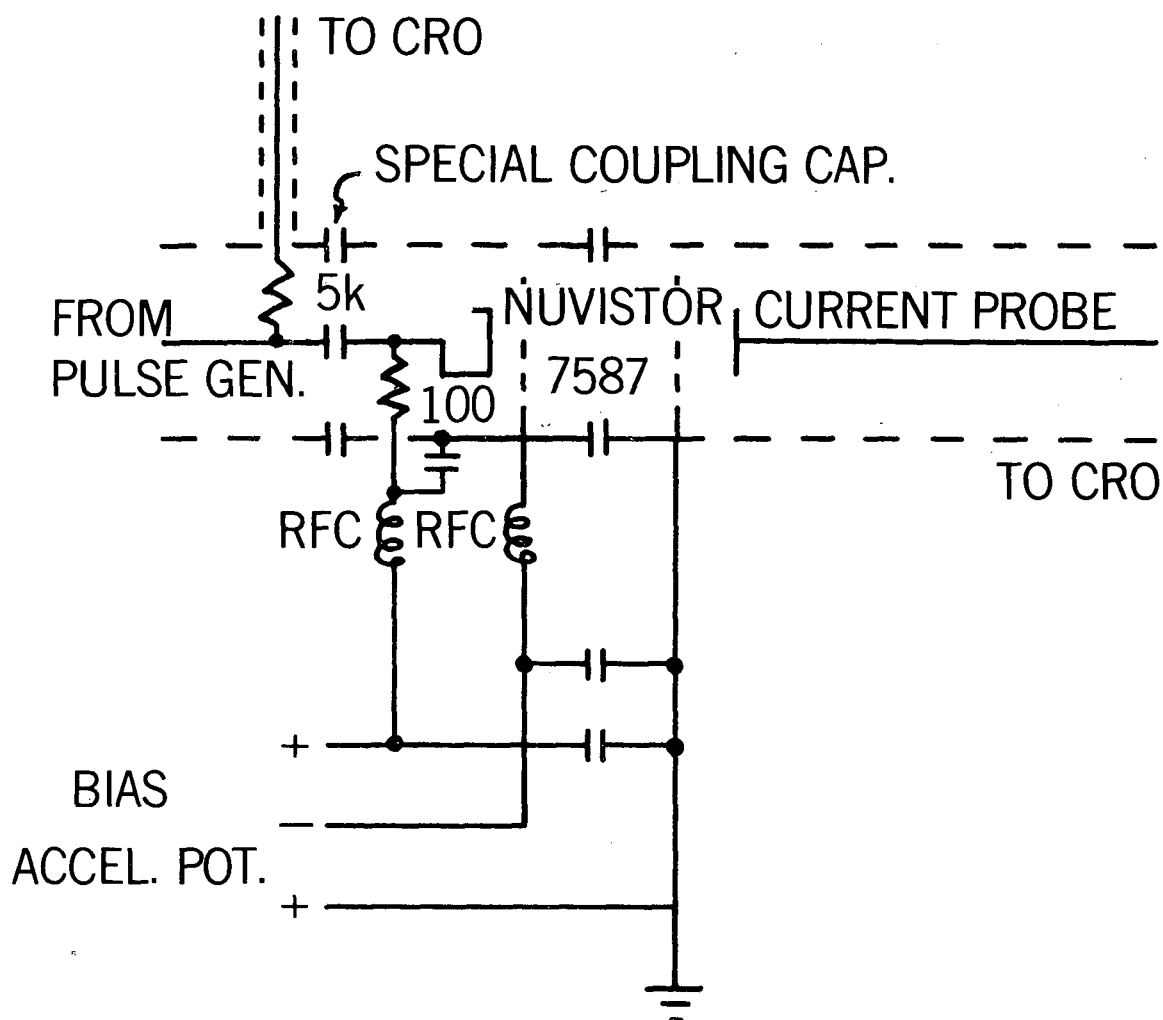 TO CRO
SPECIAL COUPLING CAP.
5k
NUVISTOR
CURRENT PROBE
FROM
PULSE GEN.
7587
100
TO CRO
RFC
RFC
+
BIAS
−
ACCEL. POT.
+